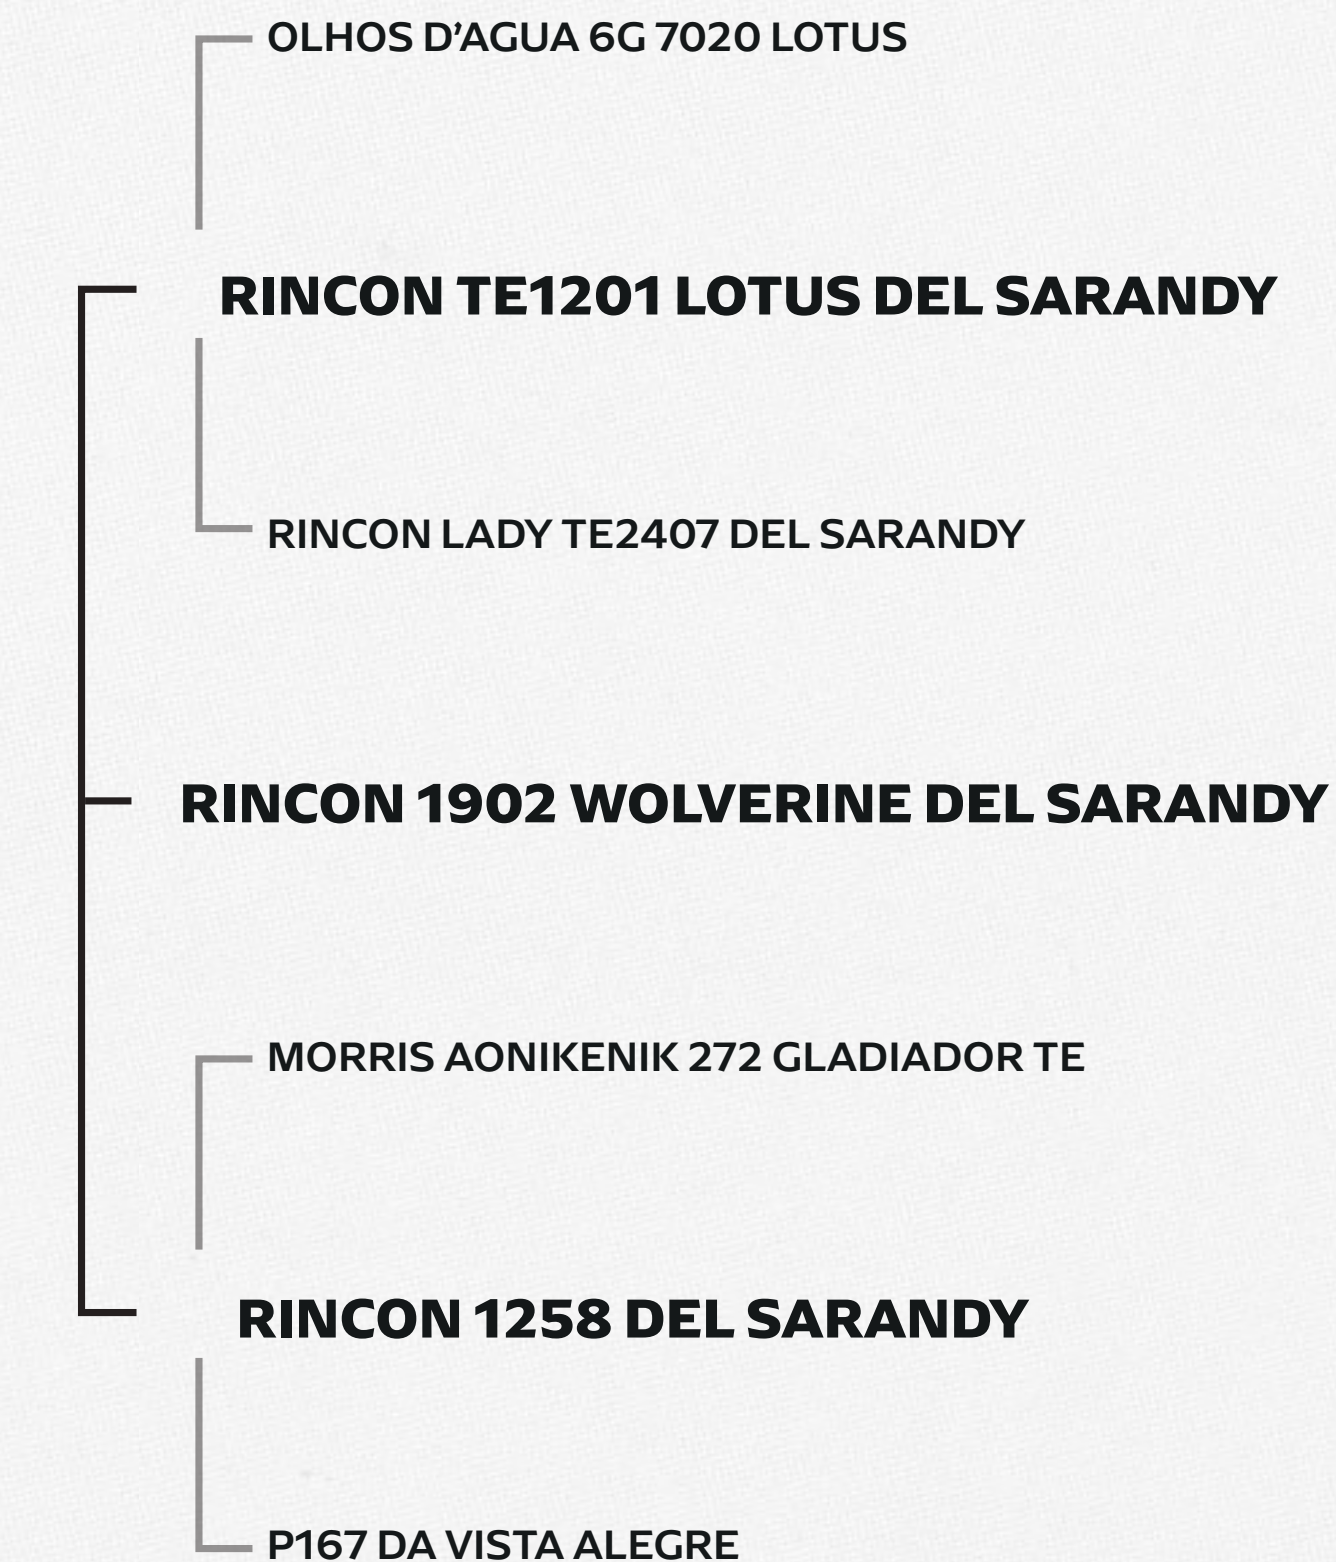 OLHOS D’AGUA 6G 7020 LOTUS
RINCON TE1201 LOTUS DEL SARANDY
RINCON LADY TE2407 DEL SARANDY
RINCON 1902 WOLVERINE DEL SARANDY
MORRIS AONIKENIK 272 GLADIADOR TE
RINCON 1258 DEL SARANDY
P167 DA VISTA ALEGRE